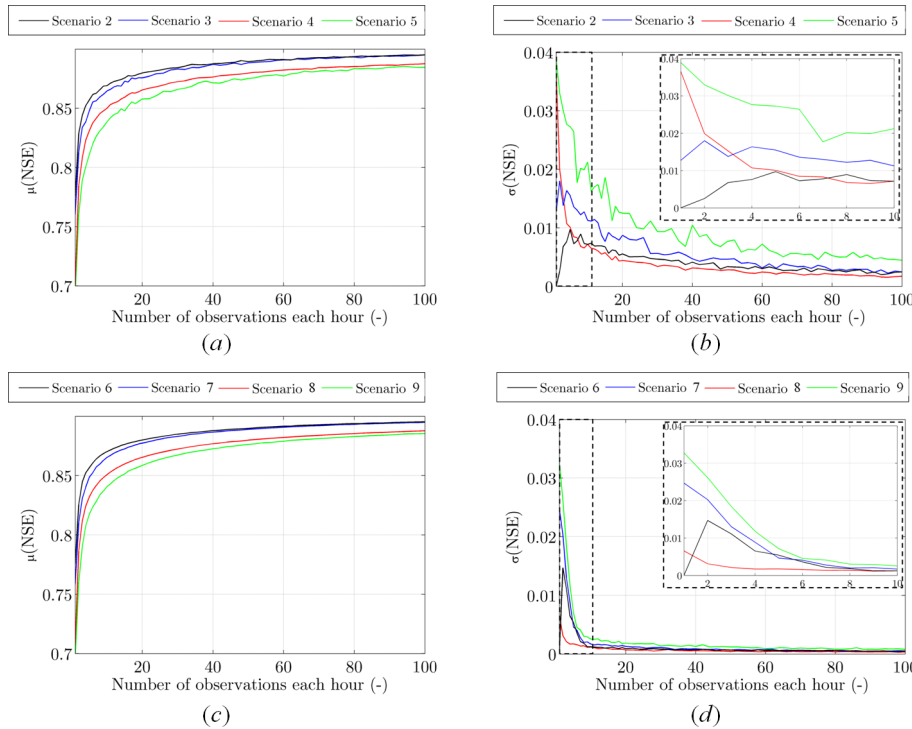 Scenario 2 Scenario 3 Scenario 4 Scenario 5
0.85
0.8
0.75
0.7
μ(NSE)
20 40 60 80 100
Number of observations each hour (-)
(a)
Scenario 2 Scenario 3 Scenario 4 Scenario 5
0.04
0.03
0.02
0.01
0
σ(NSE)
0.04
0.03
0.02
0.01
0
2 4 6 8 10
20 40 60 80 100
Number of observations each hour (-)
(b)
Scenario 6 Scenario 7 Scenario 8 Scenario 9
0.85
0.8
0.75
0.7
μ(NSE)
20 40 60 80 100
Number of observations each hour (-)
(c)
Scenario 6 Scenario 7 Scenario 8 Scenario 9
0.04
0.03
0.02
0.01
0
σ(NSE)
0.04
0.03
0.02
0.01
0
2 4 6 8 10
20 40 60 80 100
Number of observations each hour (-)
(d)